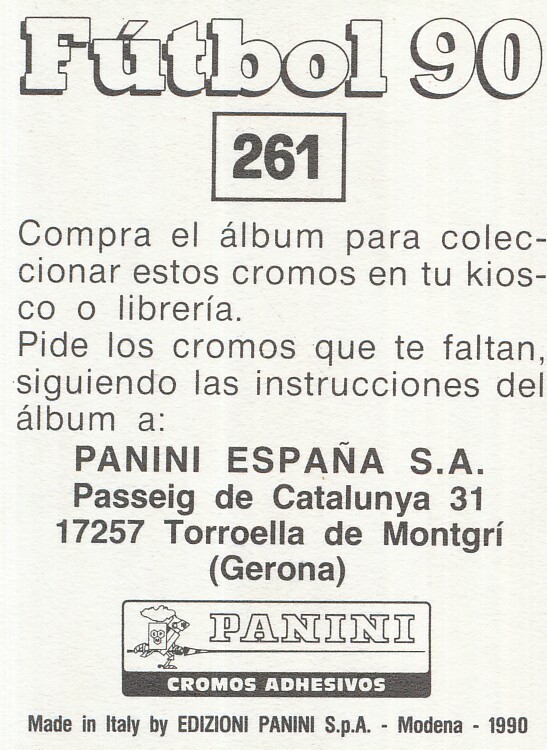 Fútbol 90
261
Compra el álbum para colec-
cionar estos cromos en tu kios-
co o librería.
Pide los cromos que te faltan,
siguiendo las instrucciones del
álbum a:
PANINI ESPAÑA S.A.
Passeig de Catalunya 31
17257 Torroella de Montgrí
(Gerona)
PANINI
CROMOS ADHESIVOS
Made in Italy by EDIZIONI PANINI S.p.A. - Modena - 1990